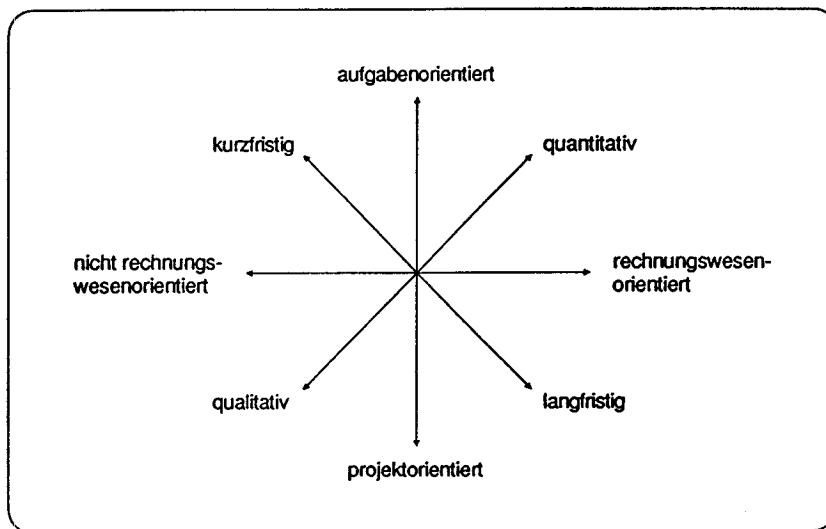 aufgabenorientiert
kurzfristig
quantitativ
nicht rechnungs-
wesenorientiert
rechnungswesen-
orientiert
qualitativ
langfristig
projektorientiert